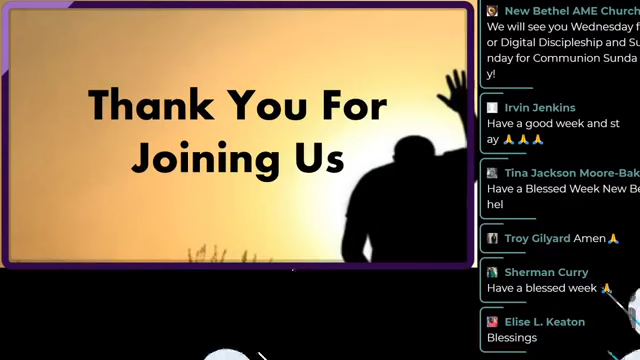 Thank You For
Joining Us
New Bethel AME Church
We will see you Wednesday f
or Digital Discipleship and Su
nday for Communion Sunda
y!
Irvin Jenkins
Have a good week and st
ay 🙏🙏🙏
Tina Jackson Moore-Bak
Have a Blessed Week New Be
hel
Troy Gilyard Amen🙏
Sherman Curry
Have a blessed week 🙏
Elise L. Keaton
Blessings